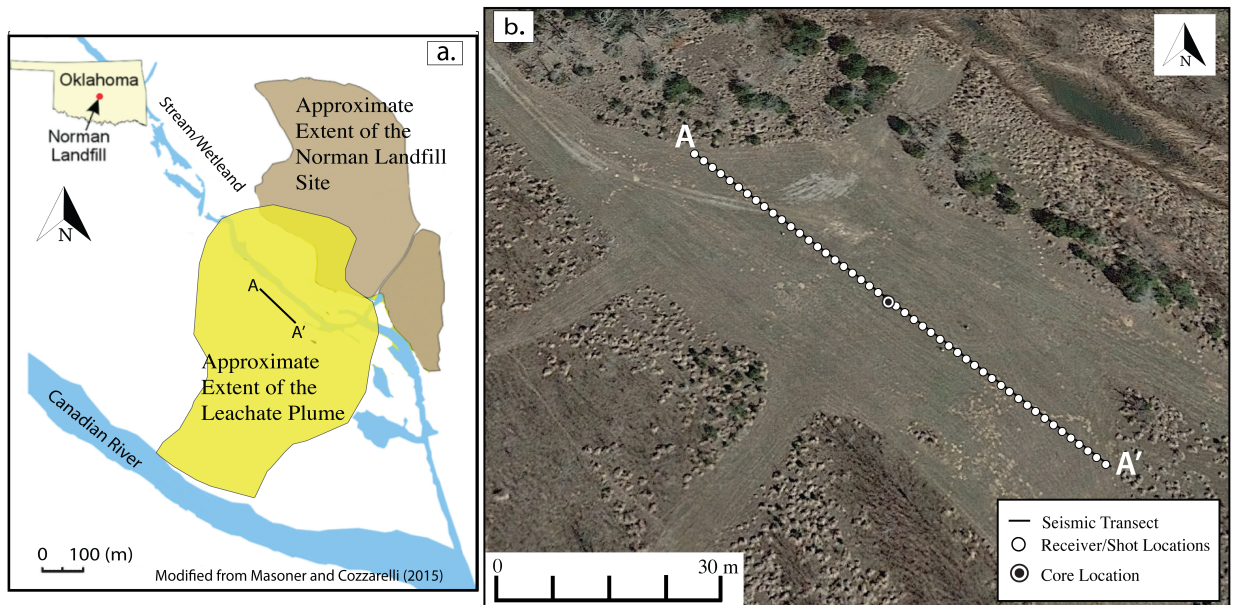 a.
Oklahoma
Norman
Landfill
N
Stream/Wetleand
Approximate
Extent of the
Norman Landfill
Site
A
A'
Approximate
Extent of the
Leachate Plume
Canadian River
0 100 (m)
Modified from Masoner and Cozzarelli (2015)
b.
N
A
A'
0 30 m
Seismic Transect
Receiver/Shot Locations
Core Location